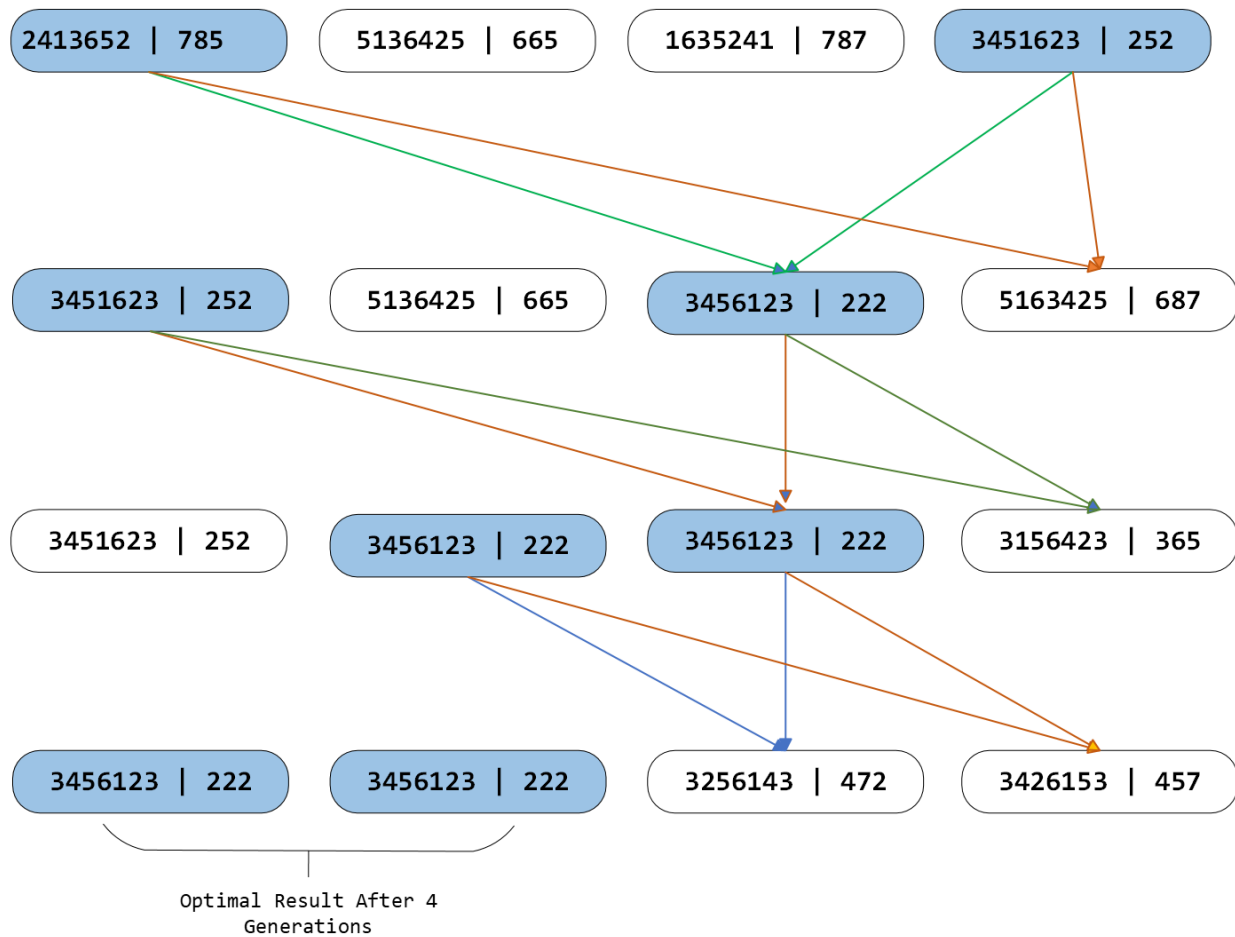 2413652 | 785
5136425 | 665
1635241 | 787
3451623 | 252
3451623 | 252
5136425 | 665
3456123 | 222
5163425 | 687
3451623 | 252
3456123 | 222
3456123 | 222
3156423 | 365
3456123 | 222
3456123 | 222
3256143 | 472
3426153 | 457
Optimal Result After 4
Generations